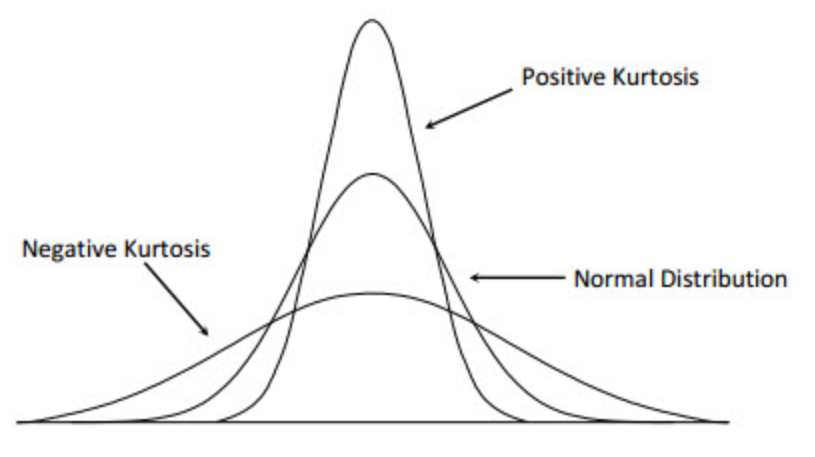 Positive Kurtosis
Negative Kurtosis
Normal Distribution